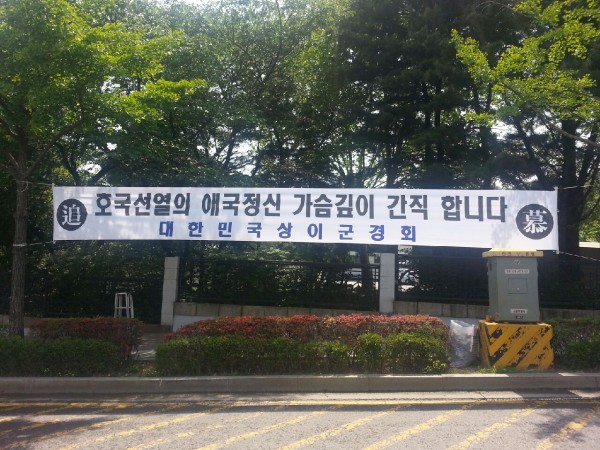 追 호국선열의 애국정신 가슴깊이 간직 합니다 慕
대한민국상이군경회